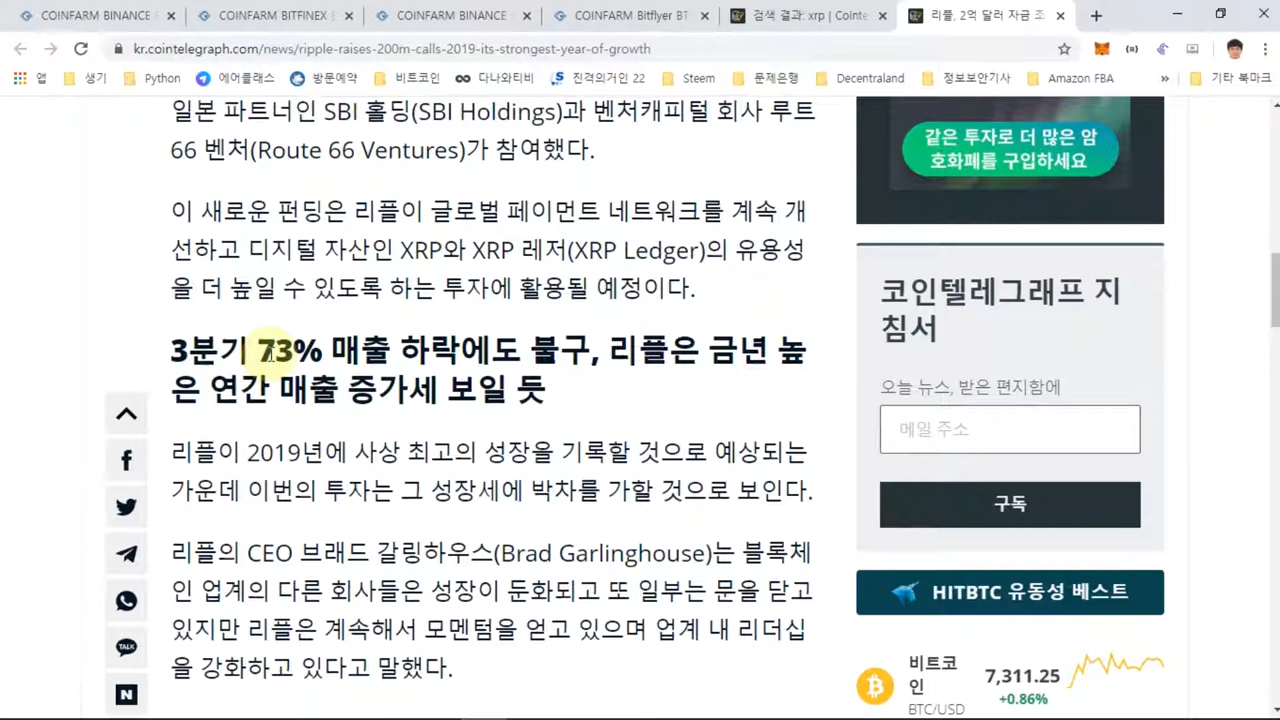 COINFARM BINANCE
COINFARM BITFINEX
COINFARM BINANCE
COINFARM Bitflyer BT
검색 결과: xrp | Cointe
리플, 2억 달러 자금 조
kr.cointelegraph.com/news/ripple-raises-200m-calls-2019-its-strongest-year-of-growth
앱
생기
Python
에어클래스
방문예약
비트코인
다나와티비
진격의거인 22
Steem
문제은행
Decentraland
정보보안기사
Amazon FBA
»
기타 북마크
일본 파트너인 SBI 홀딩(SBI Holdings)과 벤처캐피털 회사 루트
66 벤처(Route 66 Ventures)가 참여했다.
이 새로운 펀딩은 리플이 글로벌 페이먼트 네트워크를 계속 개
선하고 디지털 자산인 XRP와 XRP 레저(XRP Ledger)의 유용성
을 더 높일 수 있도록 하는 투자에 활용될 예정이다.
3분기 73% 매출 하락에도 불구, 리플은 금년 높
은 연간 매출 증가세 보일 듯
리플이 2019년에 사상 최고의 성장을 기록할 것으로 예상되는
가운데 이번의 투자는 그 성장세에 박차를 가할 것으로 보인다.
리플의 CEO 브래드 갈링하우스(Brad Garlinghouse)는 블록체
인 업계의 다른 회사들은 성장이 둔화되고 또 일부는 문을 닫고
있지만 리플은 계속해서 모멘텀을 얻고 있으며 업계 내 리더십
을 강화하고 있다고 말했다.
TALK
N
같은 투자로 더 많은 암
호화폐를 구입하세요
코인텔레그래프 지
침서
오늘 뉴스, 받은 편지함에
메일 주소
구독
HITBTC 유동성 베스트
비트코
인
BTC/USD
7,311.25
+0.86%